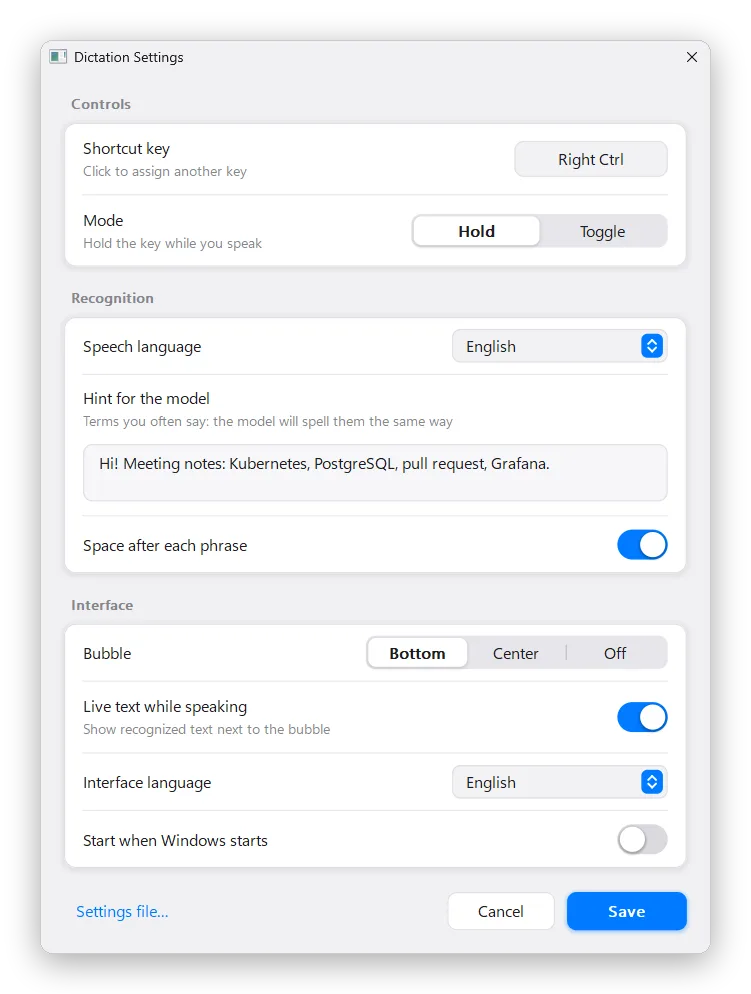 Dictation Settings
Controls
Shortcut key
Click to assign another key
Right Ctrl
Mode
Hold the key while you speak
Hold
Toggle
Recognition
Speech language
English
Hint for the model
Terms you often say: the model will spell them the same way
Hi! Meeting notes: Kubernetes, PostgreSQL, pull request, Grafana.
Space after each phrase
Interface
Bubble
Bottom
Center
Off
Live text while speaking
Show recognized text next to the bubble
Interface language
English
Start when Windows starts
Settings file...
Cancel
Save